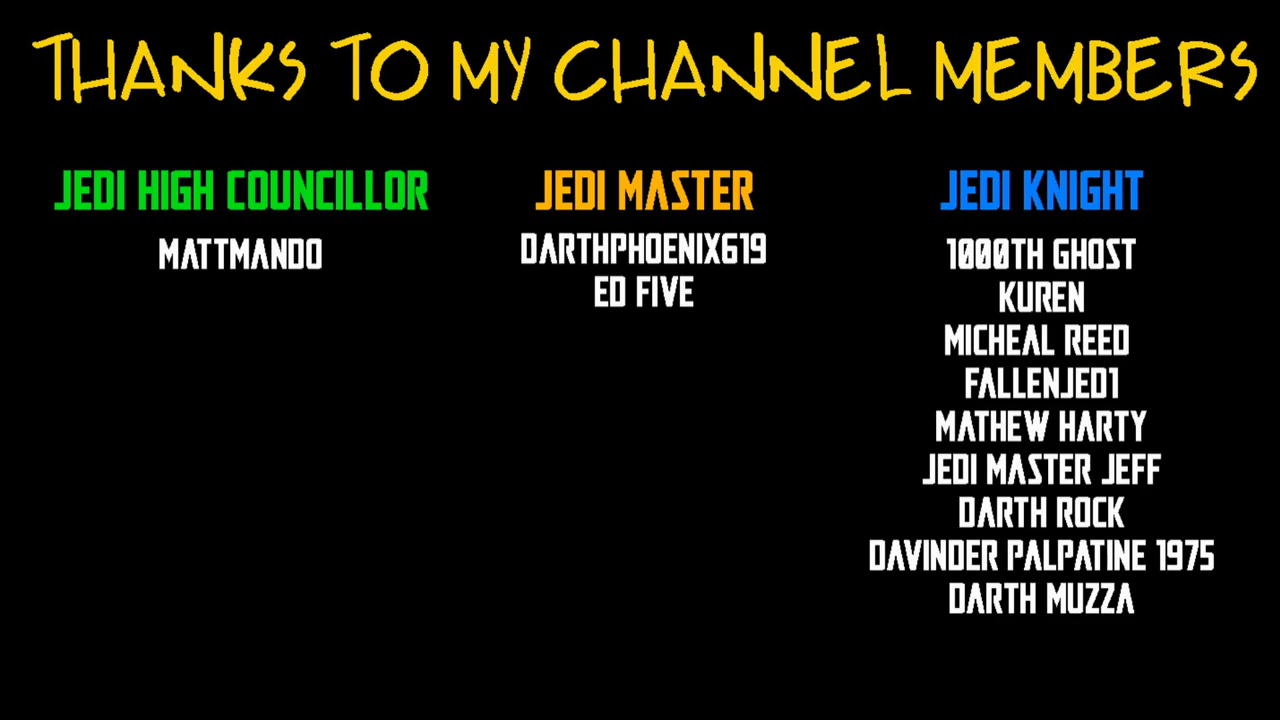 THANKS TO MY CHANNEL MEMBERS
JEDI HIGH COUNCILLOR
MATTMANDO
JEDI MASTER
DARTHPHOENIX619
ED FIVE
JEDI KNIGHT
1000TH GHOST
KUREN
MICHEAL REED
FALLENJED1
MATHEW HARTY
JEDI MASTER JEFF
DARTH ROCK
DAVINDER PALPATINE 1975
DARTH MUZZA